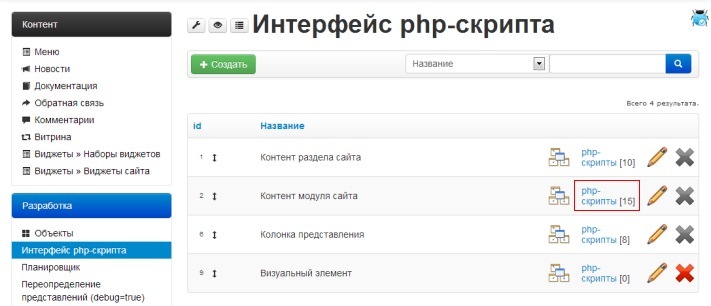 Контент
Меню
Новости
Документация
Обратная связь
Комментарии
Витрина
Виджеты » Наборы виджетов
Виджеты » Виджеты сайта
Разработка
Объекты
Интерфейс php-скрипта
Планировщик
Переопределение
представлений (debug=true)
Интерфейс php-скрипта
+ Создать
Название
Всего 4 результата.
id Название
1 Контент раздела сайта php-
скрипты [10]
2 Контент модуля сайта php-
скрипты [15]
6 Колонка представления php-
скрипты [8]
9 Визуальный элемент php-
скрипты [0]